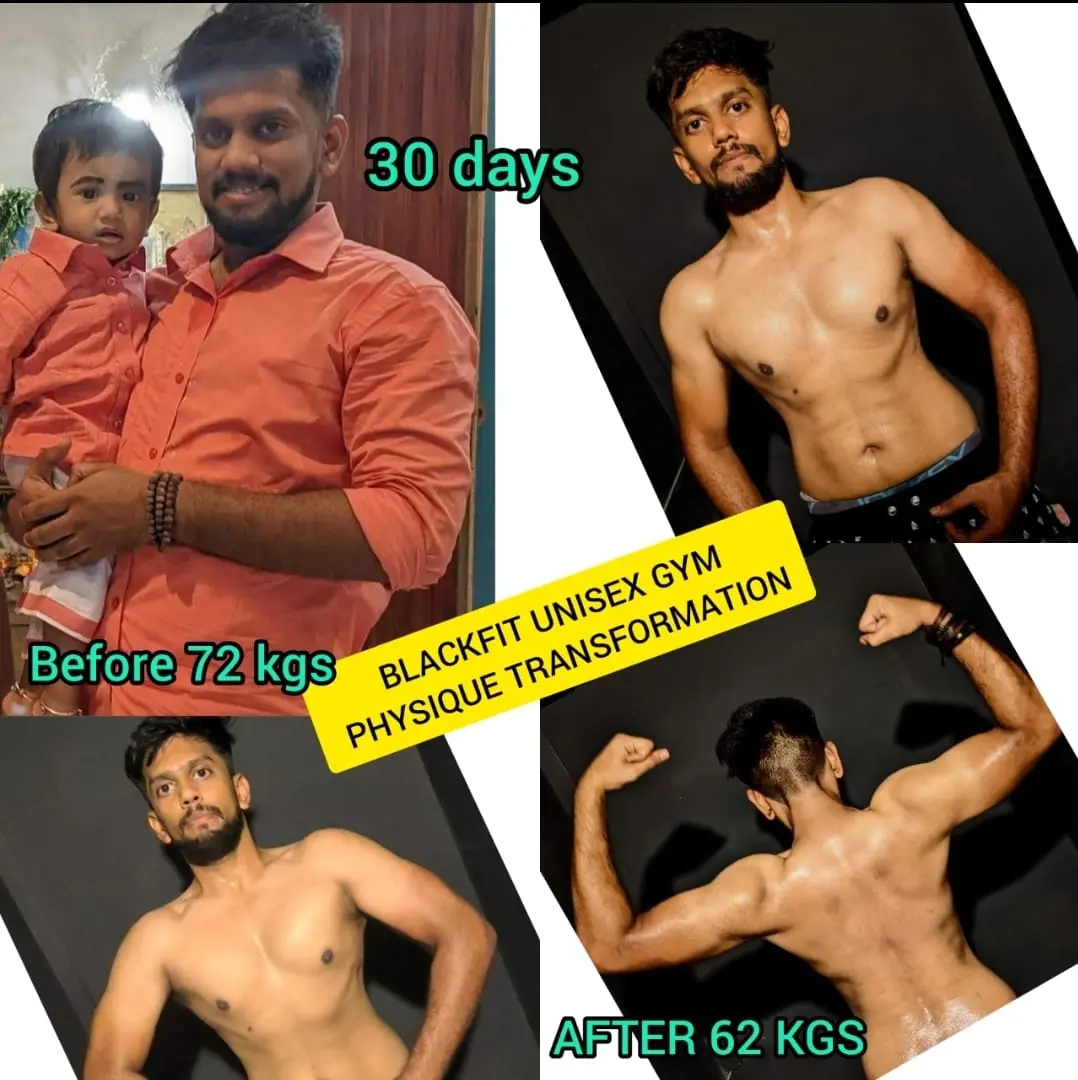 30 days
Before 72 kgs
BLACKFIT UNISEX GYM
PHYSIQUE TRANSFORMATION
AFTER 62 KGS